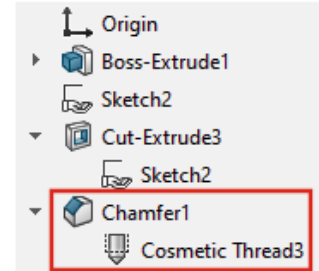 Origin
Boss-Extrude1
Sketch2
Cut-Extrude3
Sketch2
Chamfer1
Cosmetic Thread3